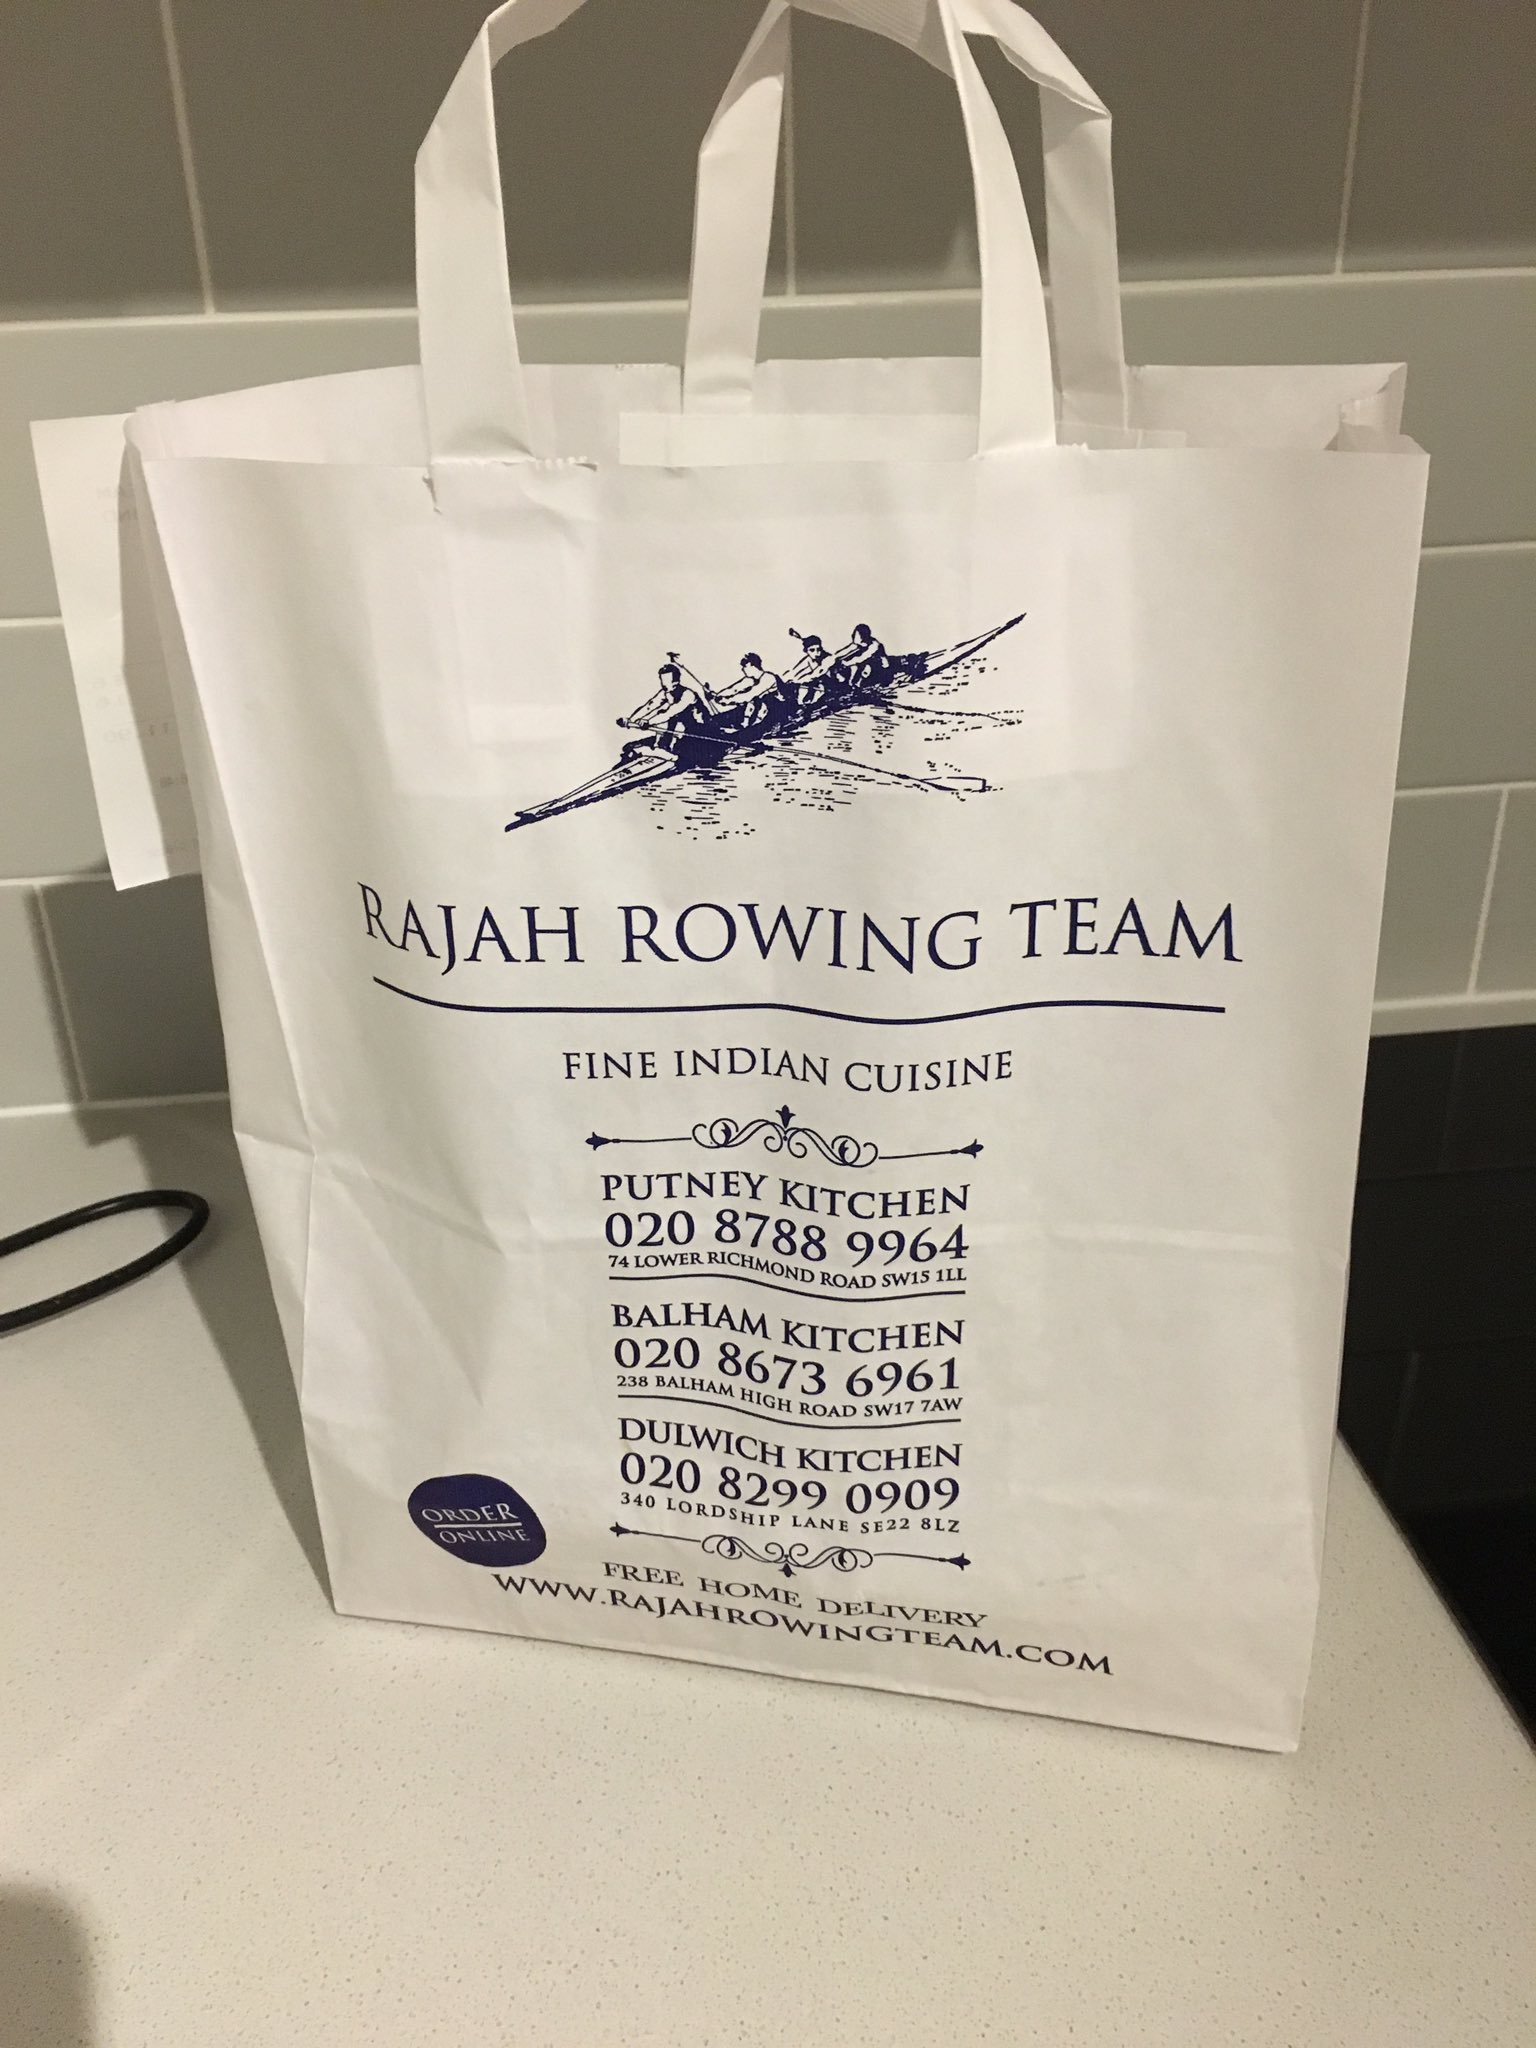 RAJAH ROWING TEAM
FINE INDIAN CUISINE
PUTNEY KITCHEN
020 8788 9964
74 LOWER RICHMOND ROAD SW15 1LL
BALHAM KITCHEN
020 8673 6961
238 BALHAM HIGH ROAD SW17 7AW
DULWICH KITCHEN
020 8299 0909
340 LORDSHIP LANE SE22 8LZ
ORDER
ONLINE
FREE HOME DELIVERY
WWW.RAJAHROWINGTEAM.COM